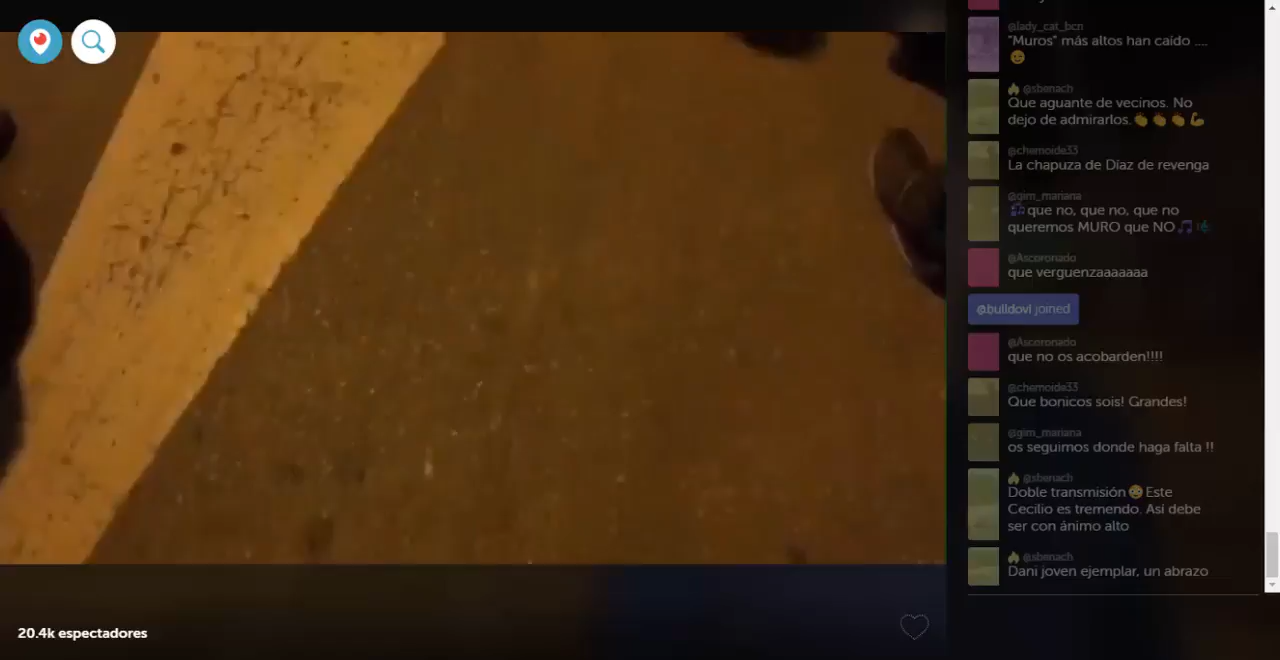 @lady_cat_bcn
"Muros" más altos han caído ....
@sbenach
Que aguante de vecinos. No
dejo de admirarlos.
@chemoide33
La chapuza de Díaz de revenga
@gim_mariana
que no, que no, que no
queremos MURO que NO
@Ascoronado
que verguenzaaaaaaa
@bulldovi joined
@Ascoronado
que no os acobarden!!!!
@chemoide33
Que bonicos sois! Grandes!
@gim_mariana
os seguimos donde haga falta !!
@sbenach
Doble transmisión Este
Cecilio es tremendo. Así debe
ser con ánimo alto
@sbenach
Dani joven ejemplar, un abrazo
20.4k espectadores